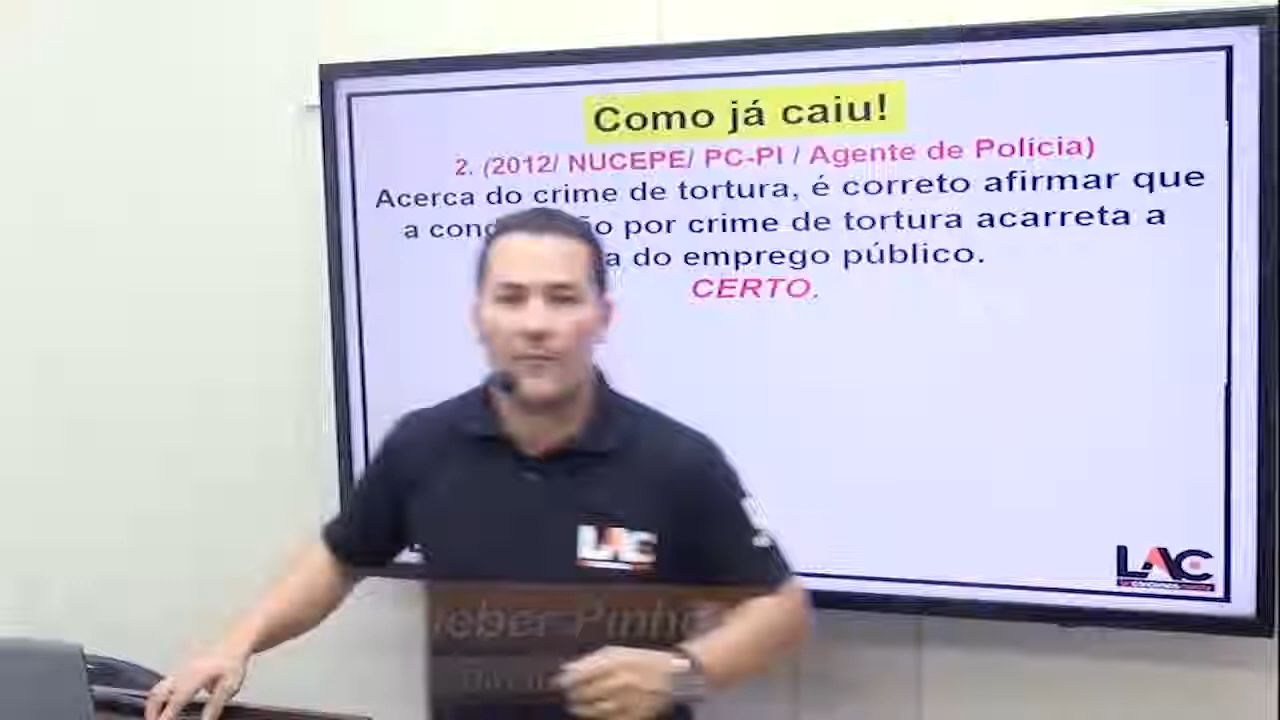 Como já caiu!
2. (2012/ NUCEPE/ PC-PI / Agente de Polícia)
Acerca do crime de tortura, é correto afirmar que
a por crime de tortura acarreta a
do emprego público.
CERTO.
LAC
LAC